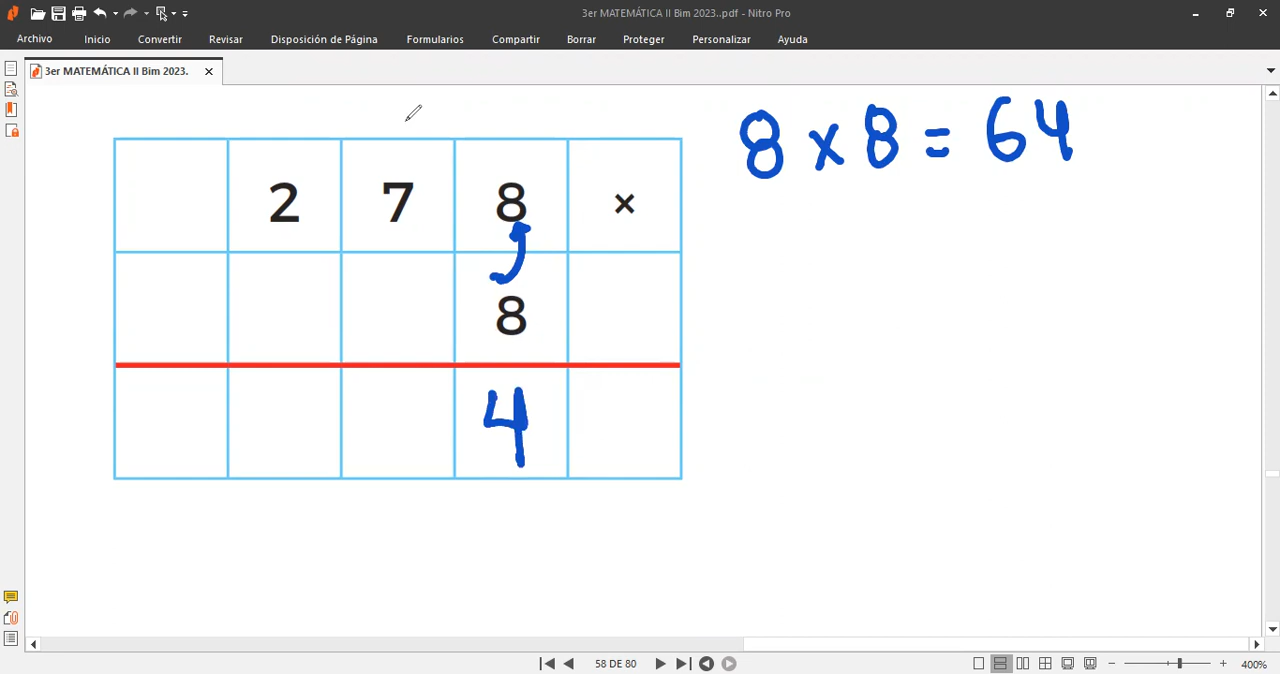 3er MATEMÁTICA II Bim 2023..pdf - Nitro Pro
Archivo Inicio Convertir Revisar Disposición de Página Formularios Compartir Borrar Proteger Personalizar Ayuda
3er MATEMÁTICA II Bim 2023. ×
8 x 8 = 64
2 7 8 ×
8
4
58 DE 80
400%